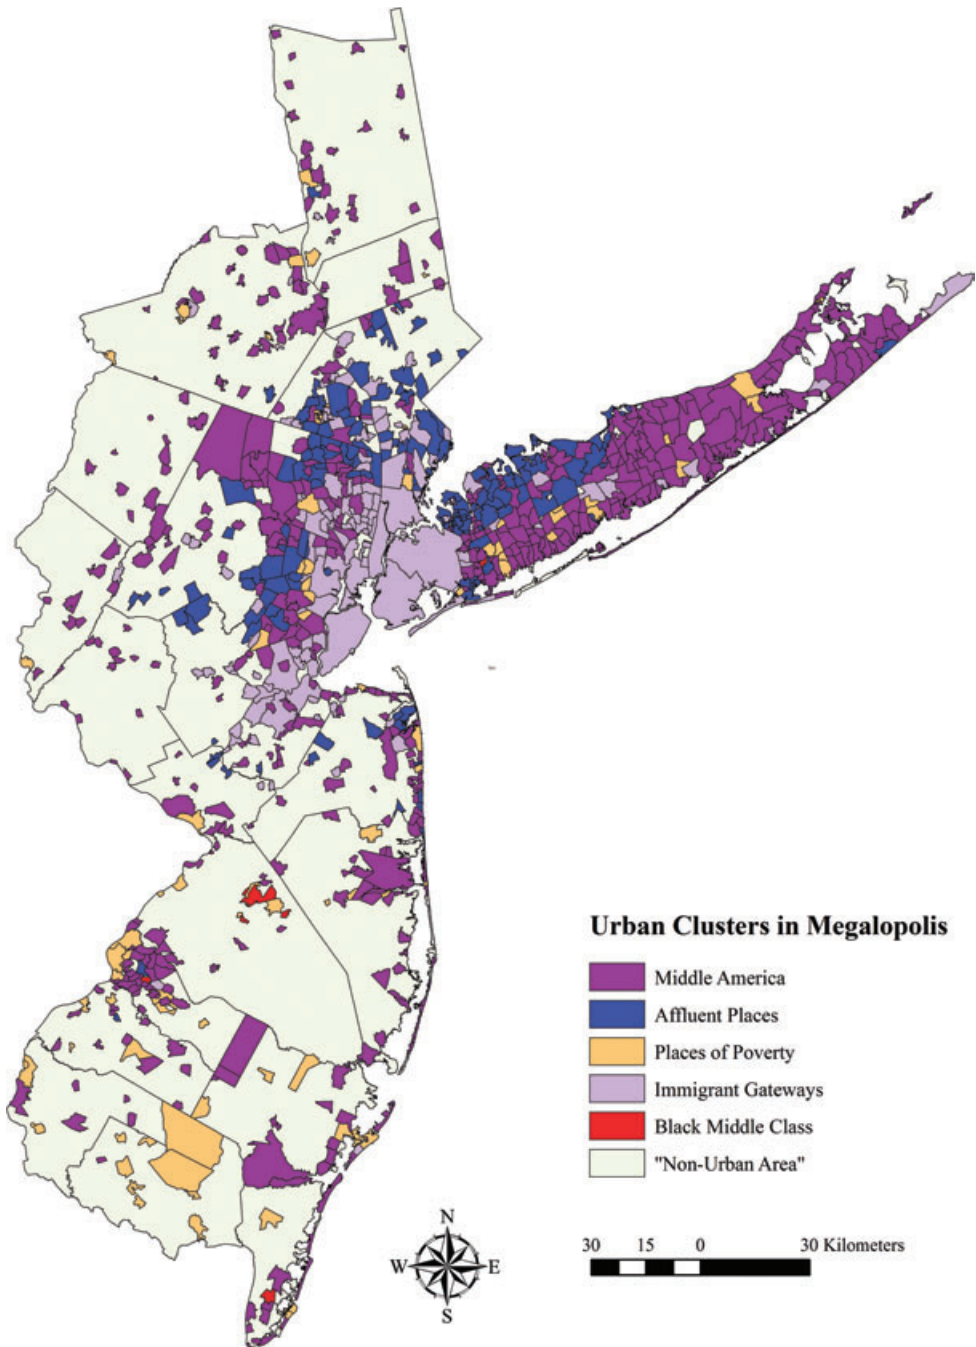 Urban Clusters in Megalopolis
Middle America
Affluent Places
Places of Poverty
Immigrant Gateways
Black Middle Class
"Non-Urban Area"
N
W E
S
30 15 0 30 Kilometers